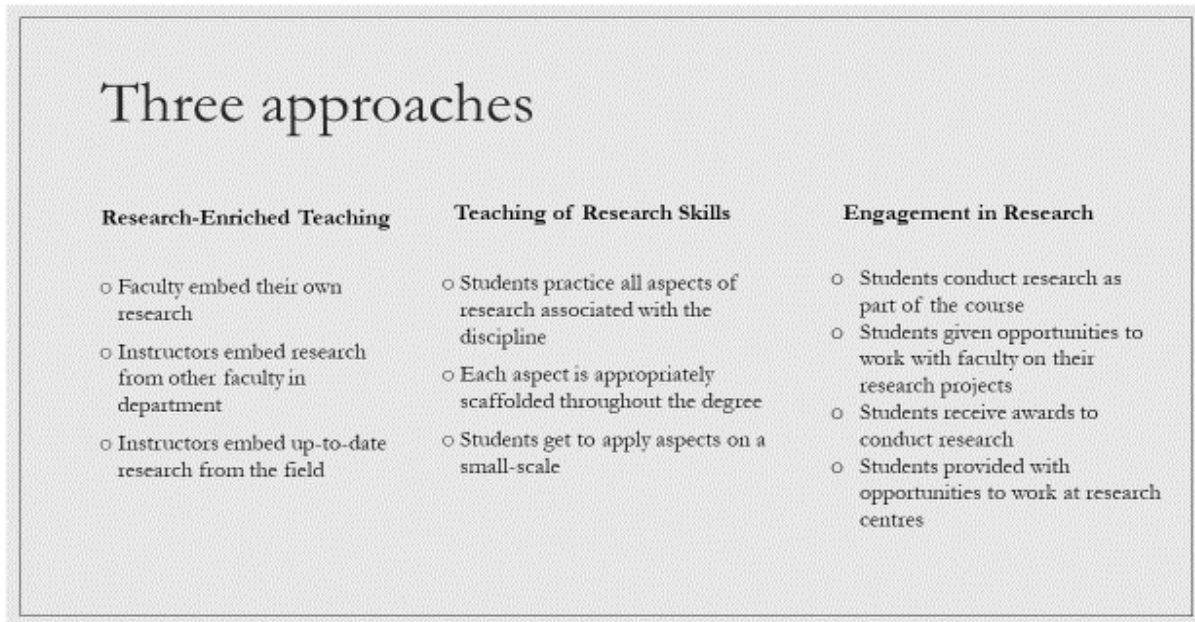 Three approaches
Research-Enriched Teaching
○ Faculty embed their own
research
○ Instructors embed research
from other faculty in
department
○ Instructors embed up-to-date
research from the field
Teaching of Research Skills
○ Students practice all aspects of
research associated with the
discipline
○ Each aspect is appropriately
scaffolded throughout the degree
○ Students get to apply aspects on a
small-scale
Engagement in Research
○ Students conduct research as
part of the course
○ Students given opportunities to
work with faculty on their
research projects
○ Students receive awards to
conduct research
○ Students provided with
opportunities to work at research
centres